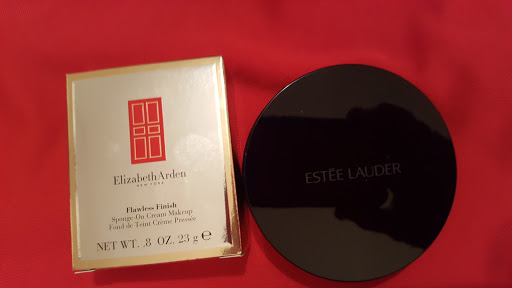 ElizabethArden
NEW YORK
Flawless Finish
Sponge-On Cream Makeup
Fond de Teint Crème Pressée
NET WT. .8 OZ. 23 g ℮
ESTĒE LAUDER